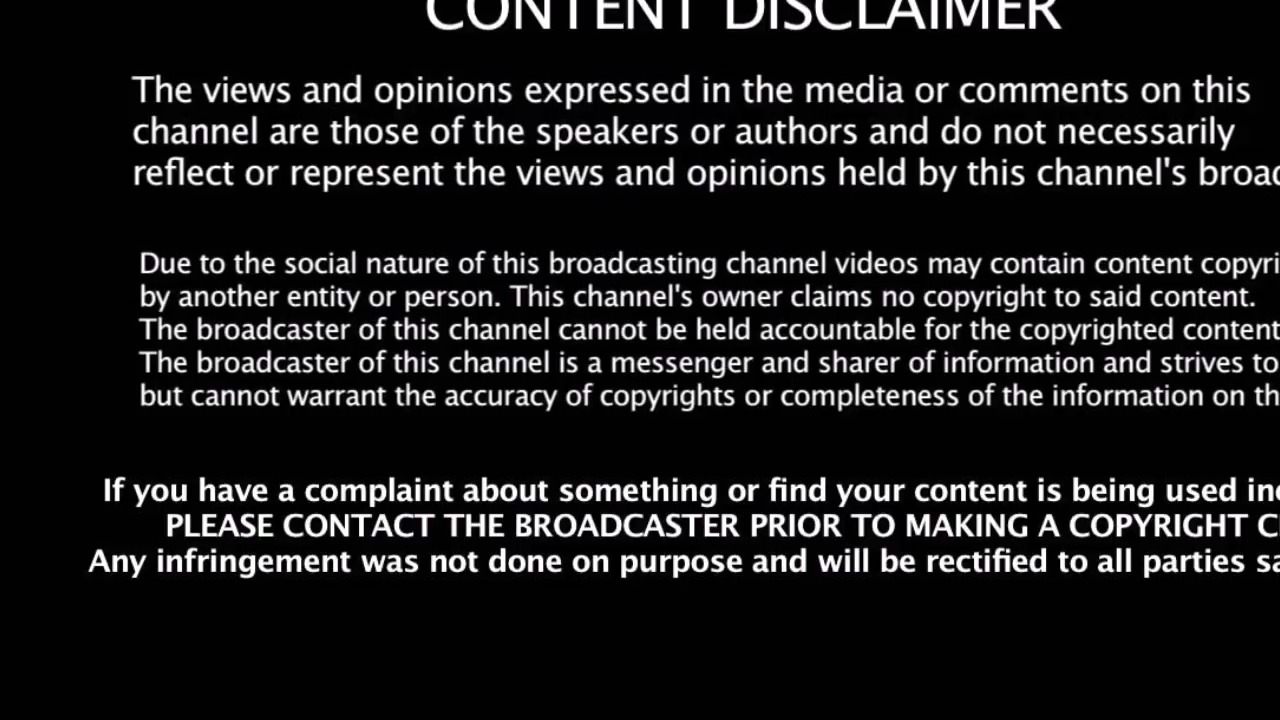 CONTENT DISCLAIMER
The views and opinions expressed in the media or comments on this
channel are those of the speakers or authors and do not necessarily
reflect or represent the views and opinions held by this channel's
Due to the social nature of this broadcasting channel videos may contain content
by another entity or person. This channel's owner claims no copyright to said content.
The broadcaster of this channel cannot be held accountable for the copyrighted content
The broadcaster of this channel is a messenger and sharer of information and strives to
but cannot warrant the accuracy of copyrights or completeness of the information on
If you have a complaint about something or find your content is being used
PLEASE CONTACT THE BROADCASTER PRIOR TO MAKING A COPYRIGHT
Any infringement was not done on purpose and will be rectified to all parties